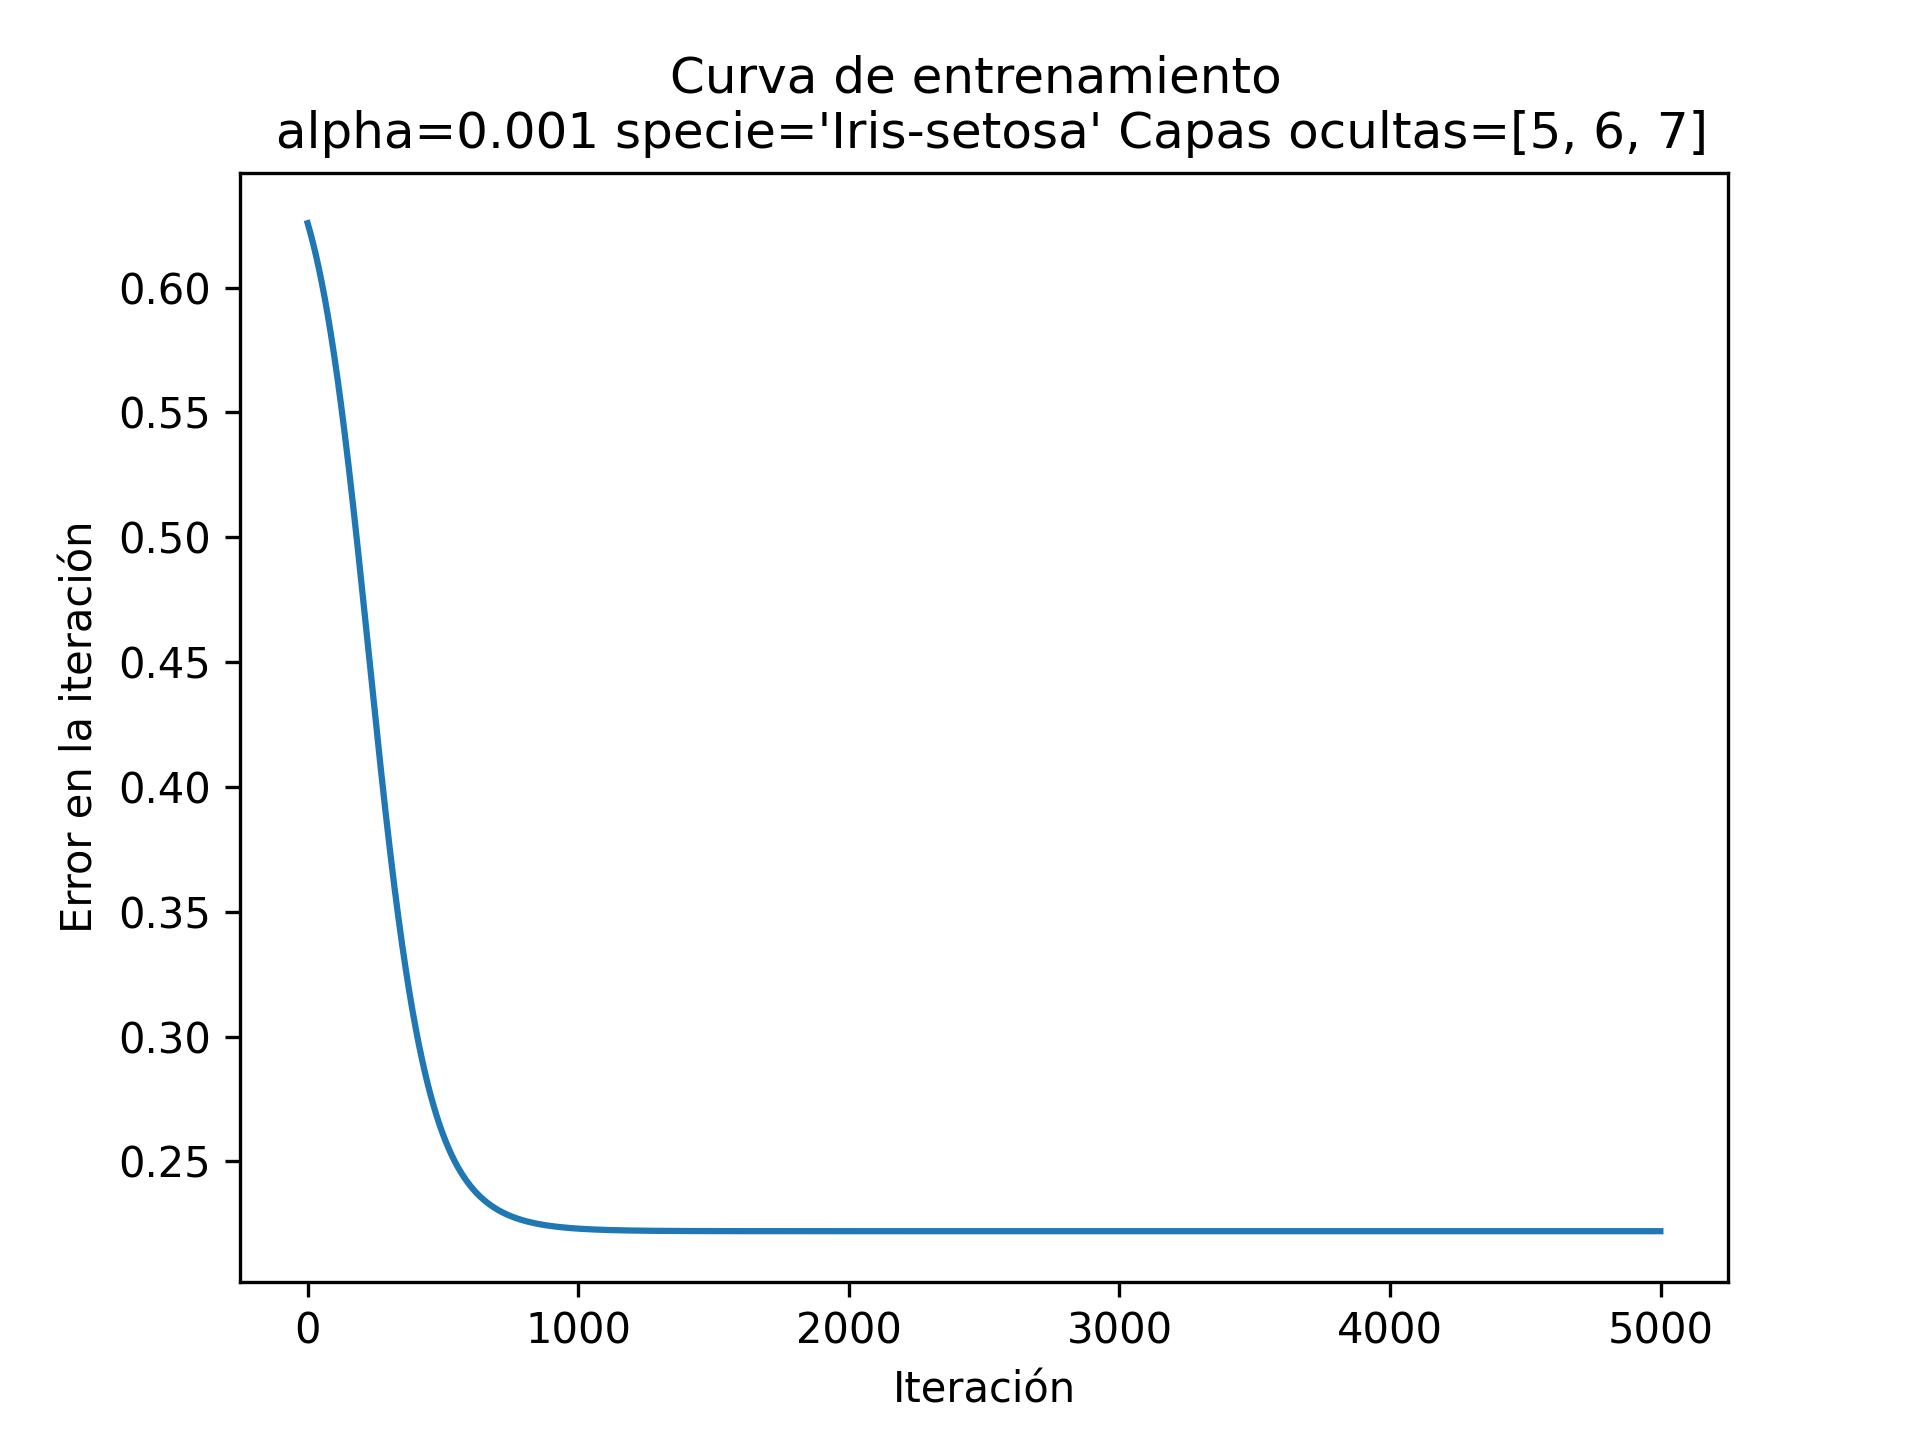 Curva de entrenamiento
alpha=0.001 specie='Iris-setosa' Capas ocultas=[5, 6, 7]
Error en la iteración
0.60
0.55
0.50
0.45
0.40
0.35
0.30
0.25
0 1000 2000 3000 4000 5000
Iteración